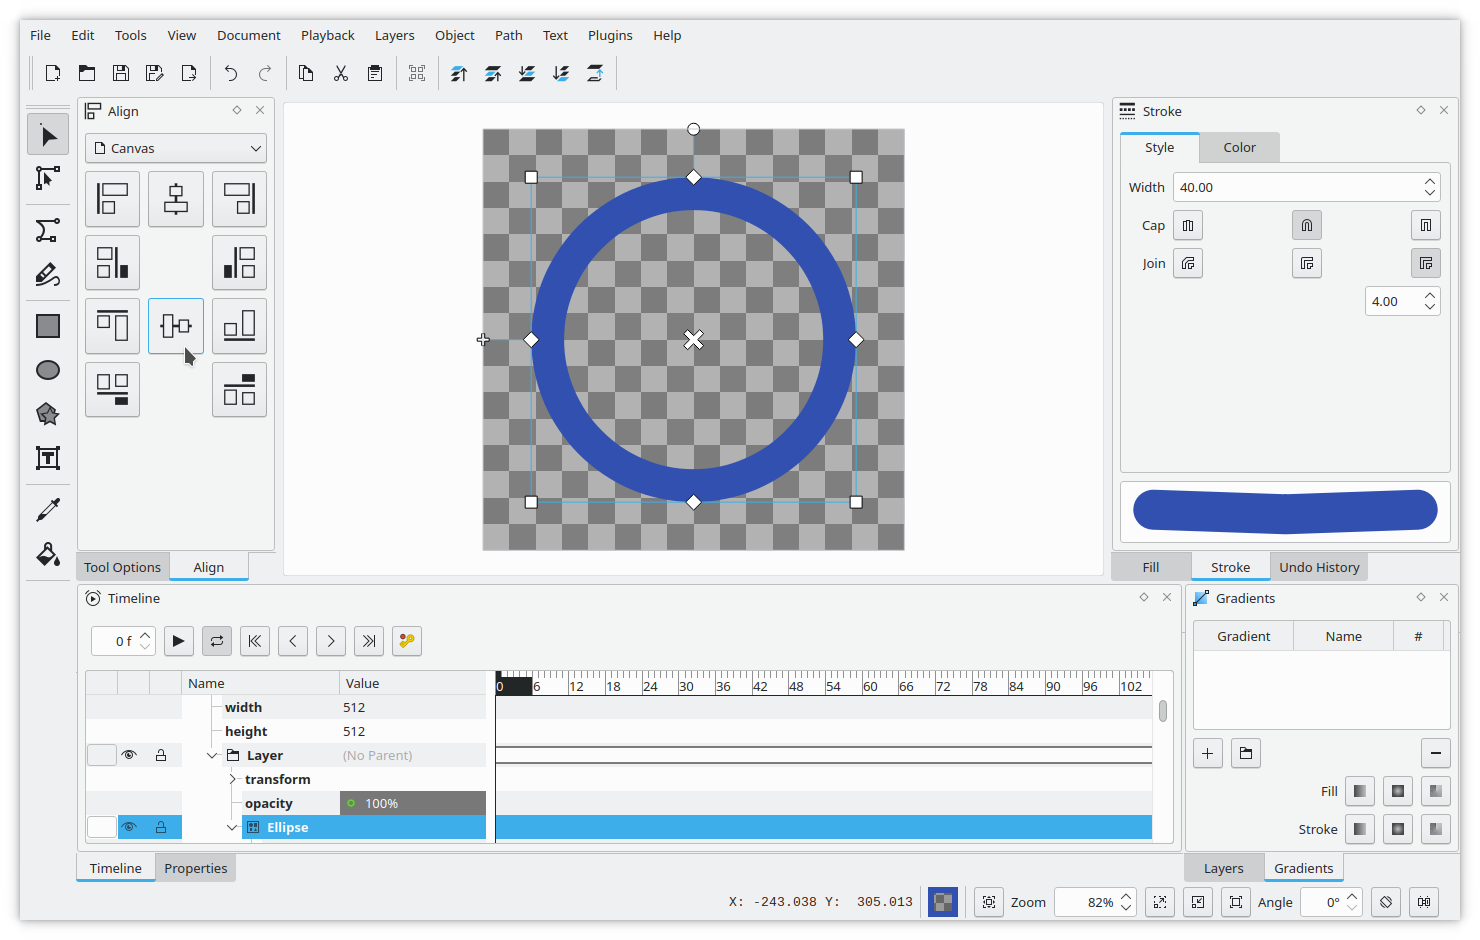 File Edit Tools View Document Playback Layers Object Path Text Plugins Help
Align
Canvas
Tool Options Align
Stroke
Style Color
Width 40.00
Cap
Join
4.00
Fill Stroke Undo History
Timeline
0 f
Name Value
0 6 12 18 24 30 36 42 48 54 60 66 72 78 84 90 96 102
width 512
height 512
Layer (No Parent)
transform
opacity 100%
Ellipse
Timeline Properties
Gradients
Gradient Name #
Fill
Stroke
Layers Gradients
X: -243.038 Y: 305.013 Zoom 82% Angle 0°